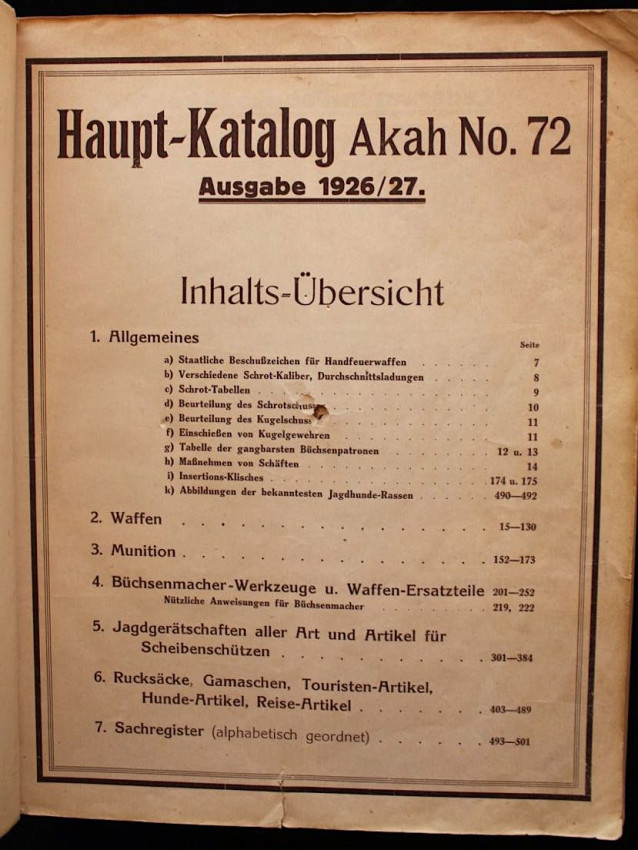 Haupt-Katalog Akah No. 72
Ausgabe 1926/27.
Inhalts-Übersicht
1. Allgemeines
Seite
a) Staatliche Beschußzeichen für Handfeuerwaffen . . . . . . 7
b) Verschiedene Schrot-Kaliber, Durchschnittsladungen . . . . . 8
c) Schrot-Tabellen . . . . . . . . . . . . . . . 9
d) Beurteilung des Schrotschusses . . . . . . . . . . . 10
e) Beurteilung des Kugelschuss . . . . . . . . . . . 11
f) Einschießen von Kugelgewehren . . . . . . . . . . 11
g) Tabelle der gangbarsten Büchsenpatronen . . . . . . . 12 u. 13
h) Maßnehmen von Schäften . . . . . . . . . . . . 14
i) Insertions-Klisches . . . . . . . . . . . . . 174 u. 175
k) Abbildungen der bekanntesten Jagdhunde-Rassen . . . . . . 490—492
2. Waffen . . . . . . . . . . . . . . . 15—130
3. Munition . . . . . . . . . . . . . . . 152—173
4. Büchsenmacher-Werkzeuge u. Waffen-Ersatzteile 201—252
Nützliche Anweisungen für Büchsenmacher . . . . . . . . . 219, 222
5. Jagdgerätschaften aller Art und Artikel für
Scheibenschützen . . . . . . . . . . . 301—384
6. Rucksäcke, Gamaschen, Touristen-Artikel,
Hunde-Artikel, Reise-Artikel . . . . . . . 403—489
7. Sachregister (alphabetisch geordnet) . . . . . . 493—501